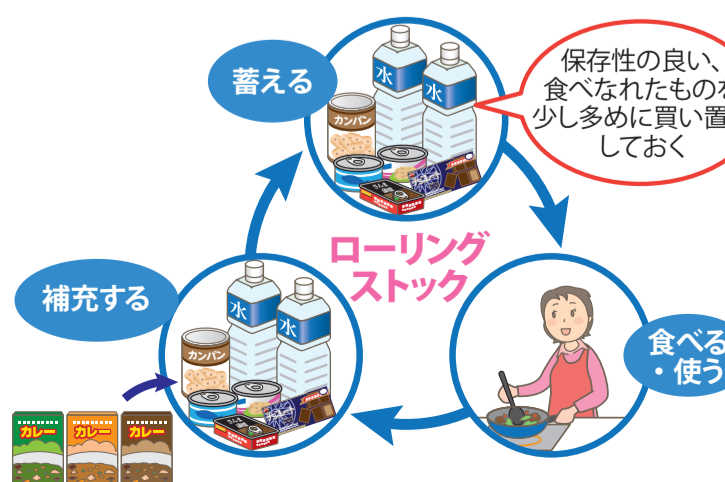 蓄える
保存性の良い、
食べなれたものを
少し多めに買い置
しておく
水
水
カンパン
ローリング
ストック
補充する
水
水
カンパン
食べる
・使う
カレー
カレー
カレー